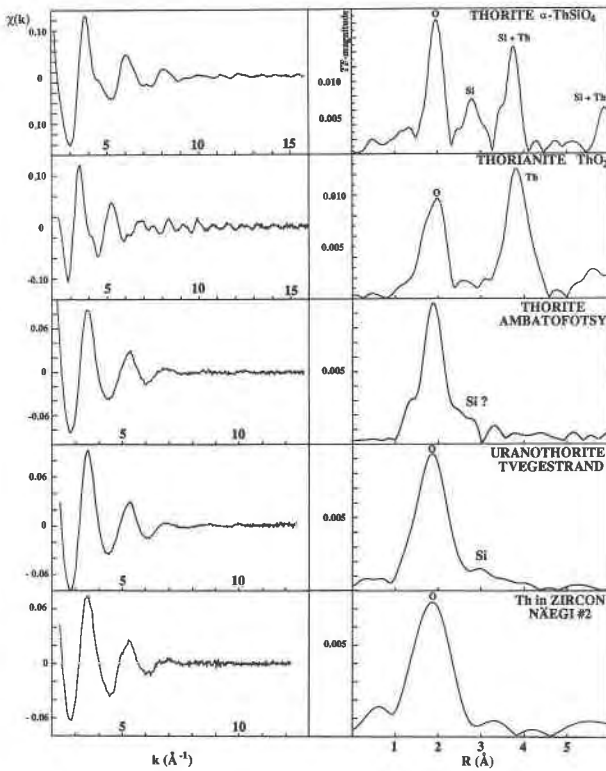 χ(k)
0.10
0
0.10
5 10 15
TF-magnitude
0.010
0.005
THORITE α-ThSiO4
O
Si
Si + Th
Si + Th
0.10
0
-0.10
5 10 15
0.010
0.005
THORIANITE ThO2
O
Th
0.06
0
-0.06
5 10
0.005
THORITE
AMBATOFOTSY
Si ?
0.06
0
-0.06
5 10
0.005
URANOTHORITE
TVEGESTRAND
O
Si
0.06
0
-0.06
5 10
0.005
Th in ZIRCON
NÄEGI #2
O
1 2 3 4 5
k (Å-1)
R (Å)